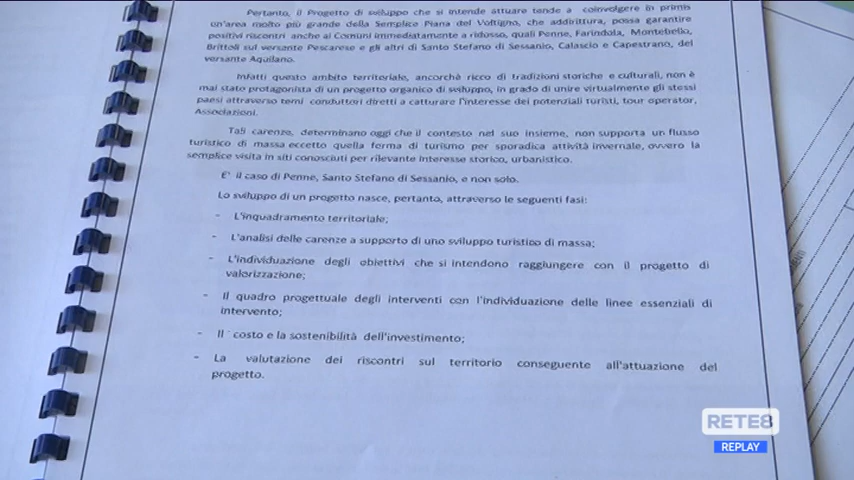 Pertanto, il Progetto di sviluppo che si intende attuare tende a coinvolgere in primis
un'area molto più grande della Semplice Piana del Voltigno, che addirittura, possa garantire
positivi riscontri anche ai Comuni immediatamente a ridosso, quali Penne, Farindola, Montebello,
Brittoli sul versante Pescarese e gli altri di Santo Stefano di Sessanio, Calascio e Capestrano, del
versante Aquilano.
Infatti questo ambito territoriale, ancorchè ricco di tradizioni storiche e culturali, non è
mai stato protagonista di un progetto organico di sviluppo, in grado di unire virtualmente gli stessi
paesi attraverso temi conduttori diretti a catturare l'interesse dei potenziali turisti, tour operator,
Associazioni.
Tali carenze, determinano oggi che il contesto nel suo insieme, non supporta un flusso
turistico di massa eccetto quella forma di turismo per sporadica attività invernale, ovvero la
semplice visita in siti conosciuti per rilevante interesse storico, urbanistico.
E' il caso di Penne, Santo Stefano di Sessanio, e non solo.
Lo sviluppo di un progetto nasce, pertanto, attraverso le seguenti fasi:
- L'inquadramento territoriale;
- L'analisi delle carenze a supporto di uno sviluppo turistico di massa;
- L'individuazione degli obiettivi che si intendono raggiungere con il progetto di
valorizzazione;
- Il quadro progettuale degli interventi con l'individuazione delle linee essenziali di
intervento;
- Il costo e la sostenibilità dell'investimento;
- La valutazione dei riscontri sul territorio conseguente all'attuazione del
progetto.
RETE8
REPLAY